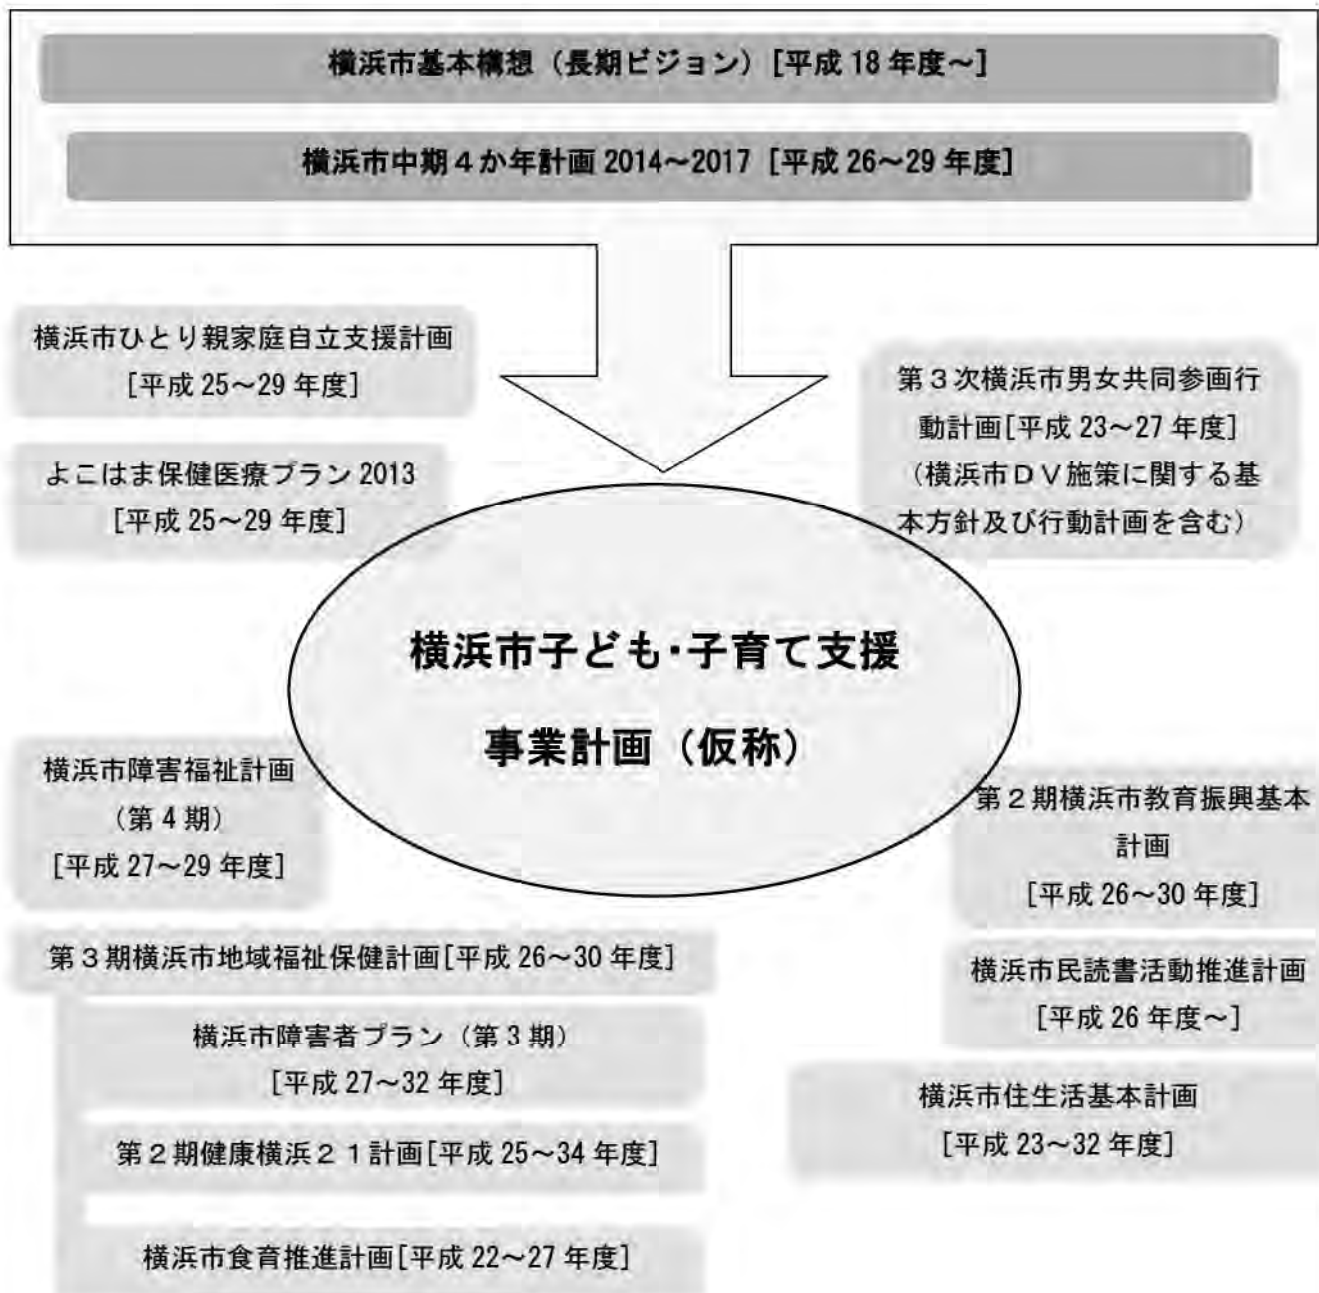 横浜市基本構想（長期ビジョン）[平成 18 年度～]
横浜市中期４か年計画 2014～2017 [平成 26～29 年度]
横浜市ひとり親家庭自立支援計画
[平成 25～29 年度]
よこはま保健医療プラン 2013
[平成 25～29 年度]
第３次横浜市男女共同参画行
動計画[平成 23～27 年度]
（横浜市ＤＶ施策に関する基
本方針及び行動計画を含む）
横浜市子ども・子育て支援
事業計画（仮称）
横浜市障害福祉計画
（第４期）
[平成 27～29 年度]
第２期横浜市教育振興基本
計画
[平成 26～30 年度]
第３期横浜市地域福祉保健計画[平成 26～30 年度]
横浜市民読書活動推進計画
[平成 26 年度～]
横浜市障害者プラン（第３期）
[平成 27～32 年度]
横浜市住生活基本計画
[平成 23～32 年度]
第２期健康横浜２１計画[平成 25～34 年度]
横浜市食育推進計画[平成 22～27 年度]